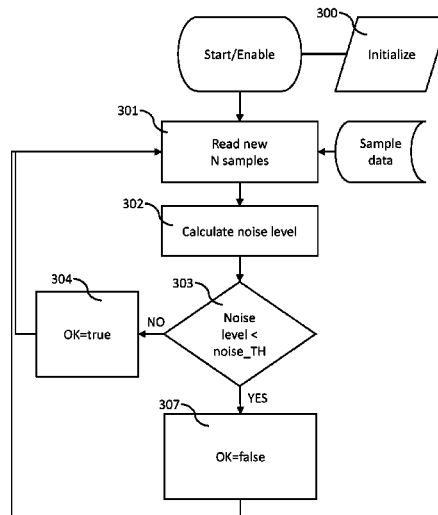 300
Start/Enable
Initialize
301
Read new
N samples
Sample
data
302
Calculate noise level
304
303
OK=true
NO
Noise
level <
noise_TH
YES
307
OK=false